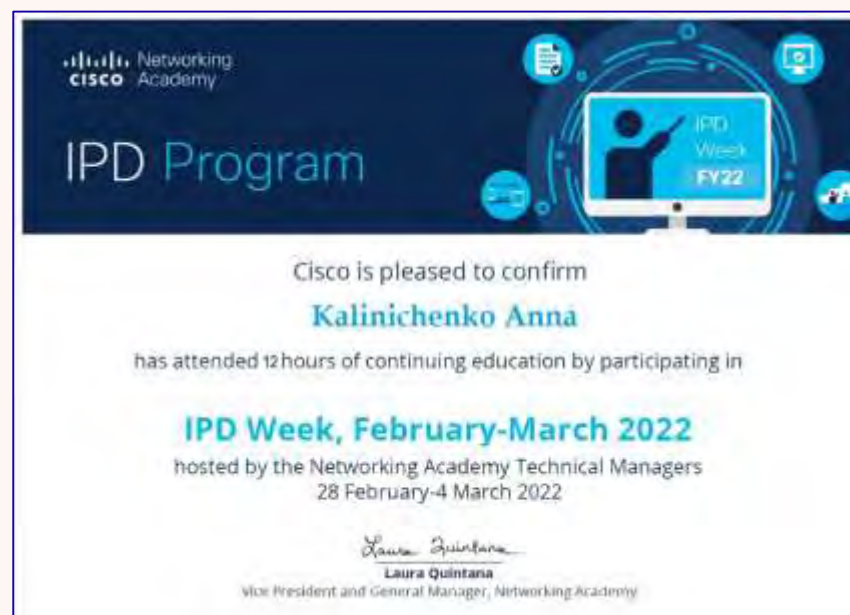 Networking
CISCO Academy
IPD Program
IPD
Week
FY22
Cisco is pleased to confirm
Kalinichenko Anna
has attended 12 hours of continuing education by participating in
IPD Week, February-March 2022
hosted by the Networking Academy Technical Managers
28 February-4 March 2022
Laura Quintana
Laura Quintana
Vice President and General Manager, Networking Academy